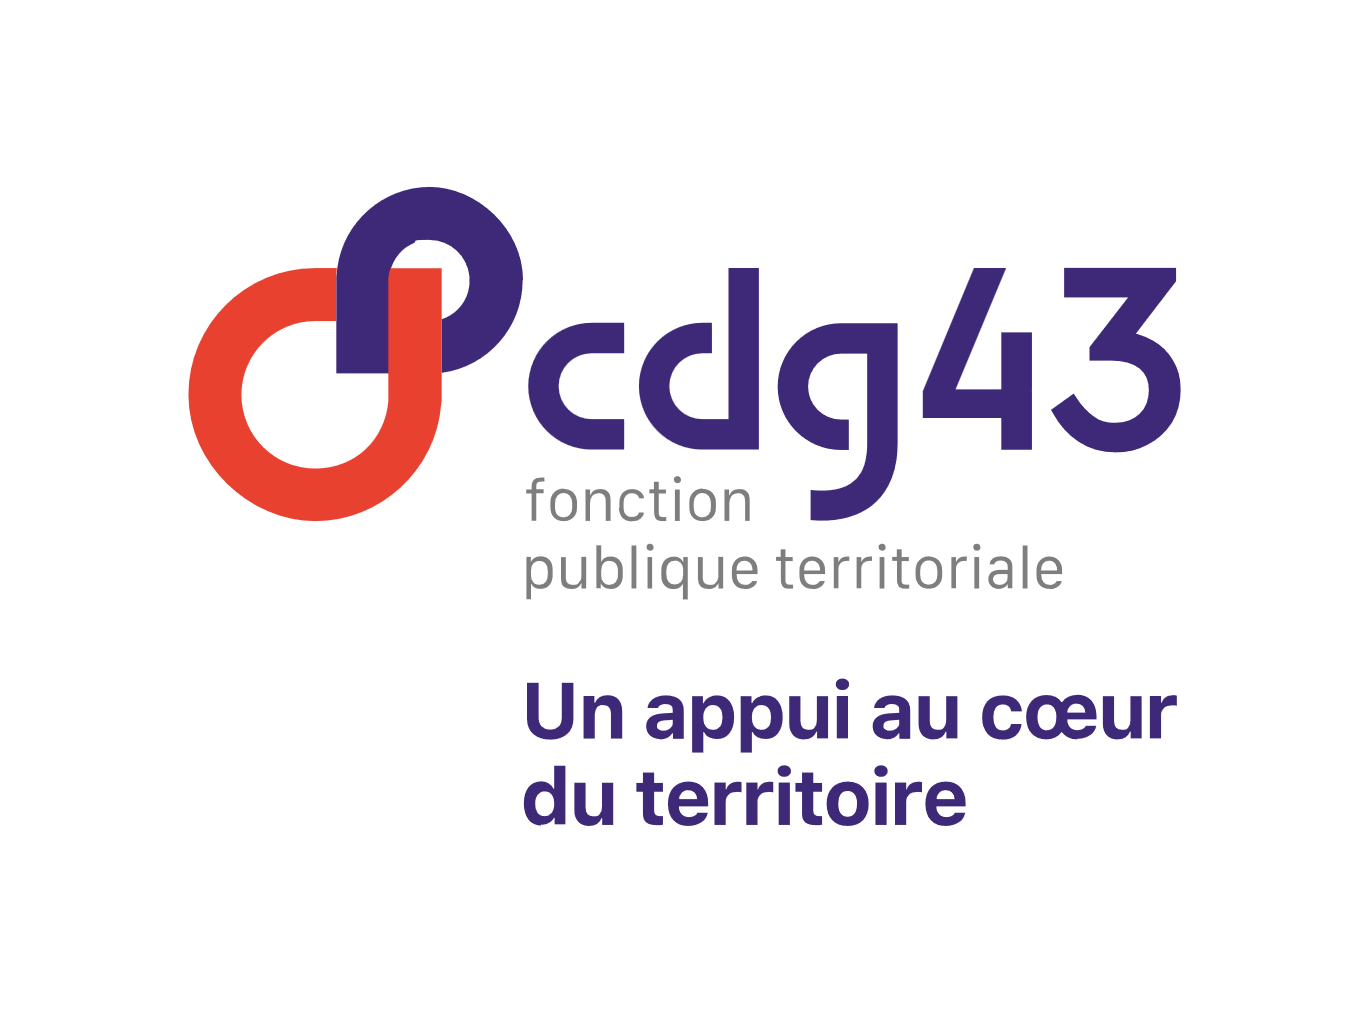 cdg43
fonction
publique territoriale
Un appui au cœur
du territoire